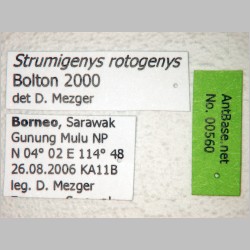 Strumigenys rotogenys
Bolton 2000
det D. Mezger
Borneo, Sarawak
Gunung Mulu NP
N 04° 02 E 114° 48
26.08.2006 KA11B
leg. D. Mezger
AntBase.net
No. 00560